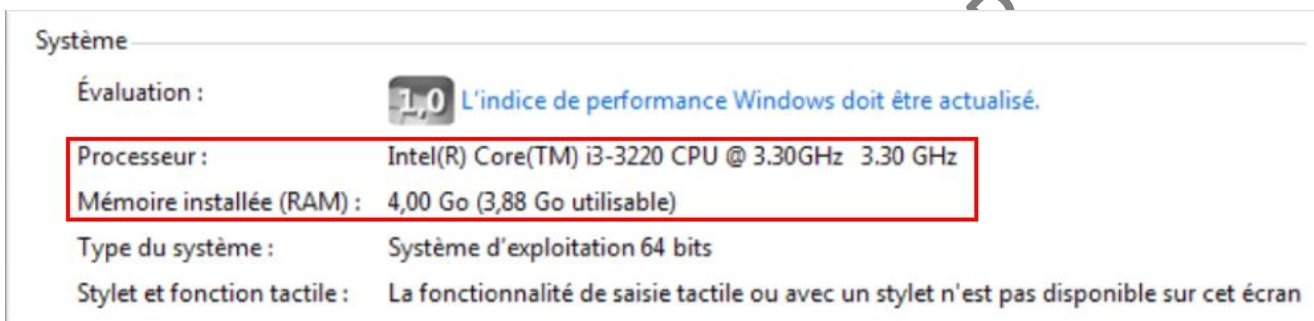 Système
Évaluation : 1,0 L'indice de performance Windows doit être actualisé.
Processeur : Intel(R) Core(TM) i3-3220 CPU @ 3.30GHz 3.30 GHz
Mémoire installée (RAM) : 4,00 Go (3,88 Go utilisable)
Type du système : Système d'exploitation 64 bits
Stylet et fonction tactile : La fonctionnalité de saisie tactile ou avec un stylet n'est pas disponible sur cet écran